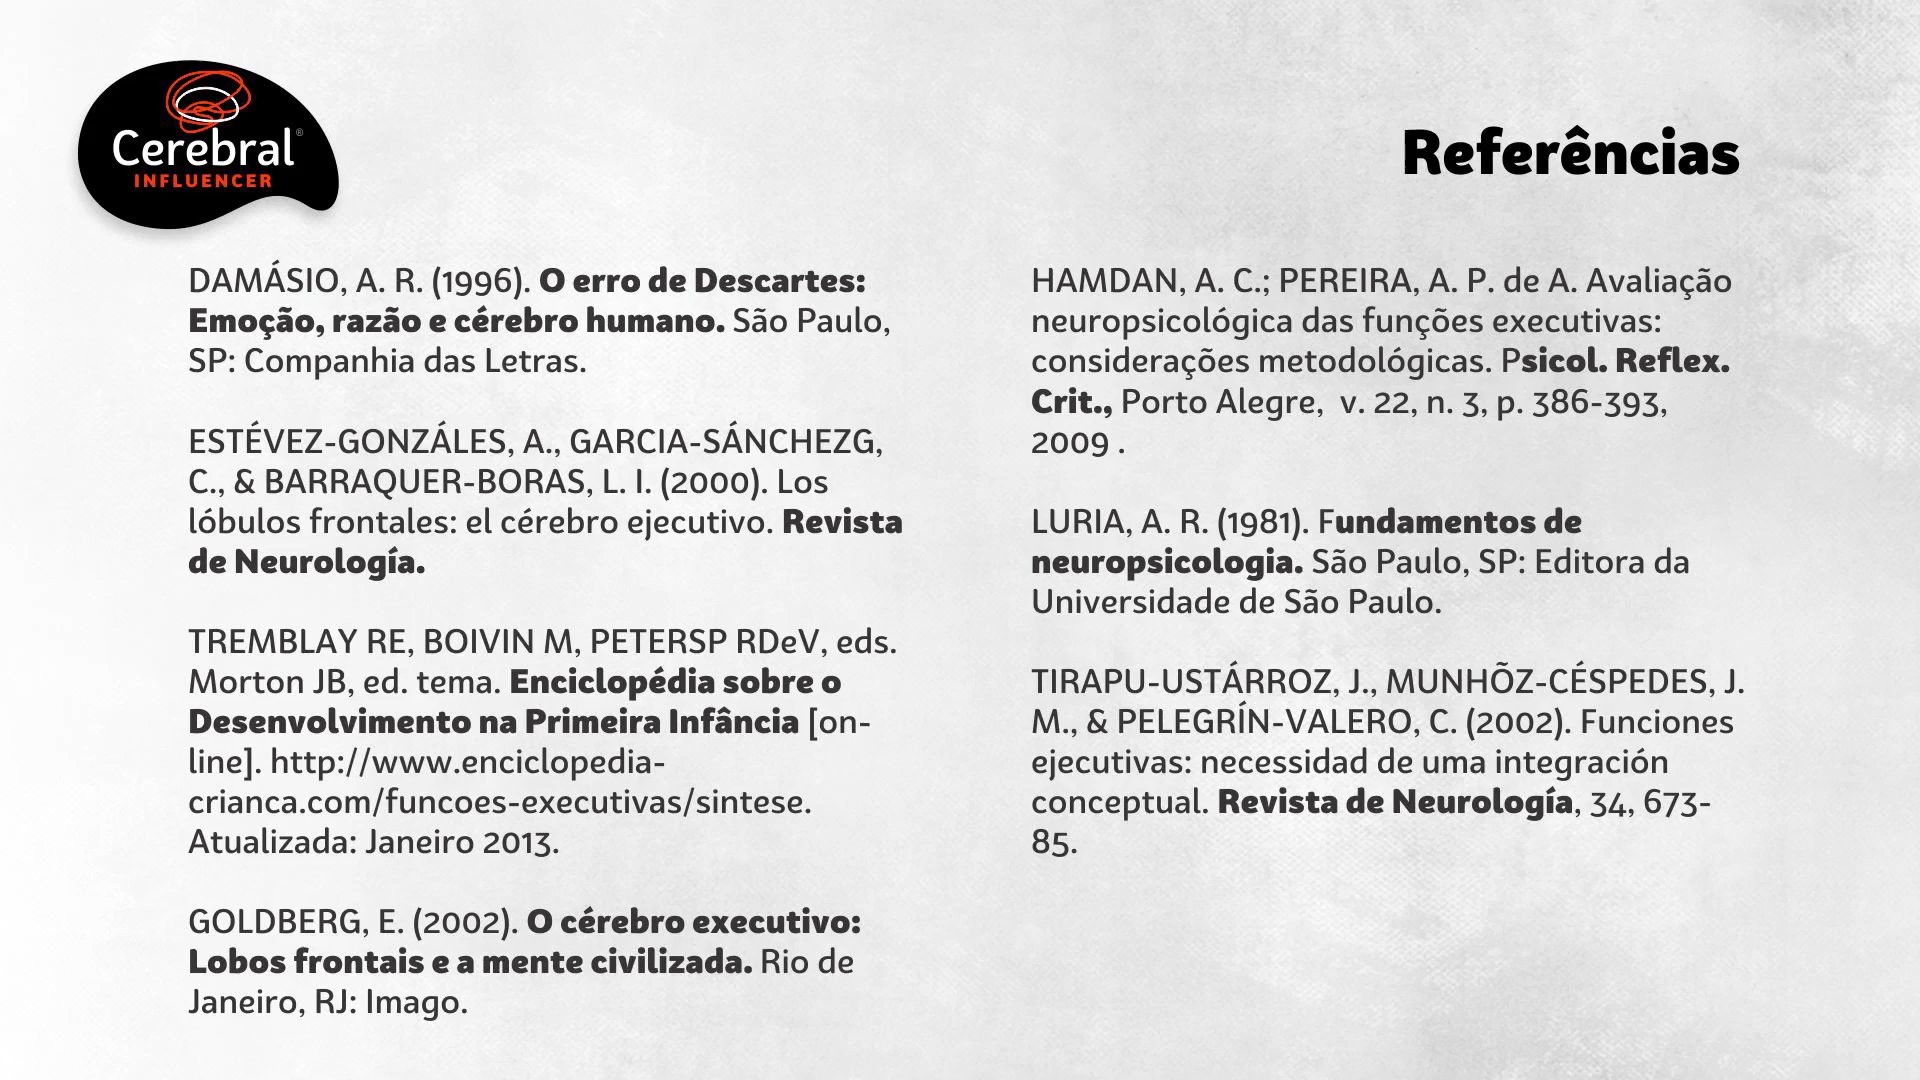 Cerebral®
INFLUENCER
Referências
DAMÁSIO, A. R. (1996). O erro de Descartes:
Emoção, razão e cérebro humano. São Paulo,
SP: Companhia das Letras.
ESTÉVEZ-GONZÁLES, A., GARCIA-SÁNCHEZG,
C., & BARRAQUER-BORAS, L. I. (2000). Los
lóbulos frontales: el cérebro ejecutivo. Revista
de Neurología.
TREMBLAY RE, BOIVIN M, PETERSP RDeV, eds.
Morton JB, ed. tema. Enciclopédia sobre o
Desenvolvimento na Primeira Infância [on-
line]. http://www.enciclopedia-
crianca.com/funcoes-executivas/sintese.
Atualizada: Janeiro 2013.
GOLDBERG, E. (2002). O cérebro executivo:
Lobos frontais e a mente civilizada. Rio de
Janeiro, RJ: Imago.
HAMDAN, A. C.; PEREIRA, A. P. de A. Avaliação
neuropsicológica das funções executivas:
considerações metodológicas. Psicol. Reflex.
Crit., Porto Alegre, v. 22, n. 3, p. 386-393,
2009 .
LURIA, A. R. (1981). Fundamentos de
neuropsicologia. São Paulo, SP: Editora da
Universidade de São Paulo.
TIRAPU-USTÁRROZ, J., MUNHÕZ-CÉSPEDES, J.
M., & PELEGRÍN-VALERO, C. (2002). Funciones
ejecutivas: necessidad de uma integración
conceptual. Revista de Neurología, 34, 673-
85.